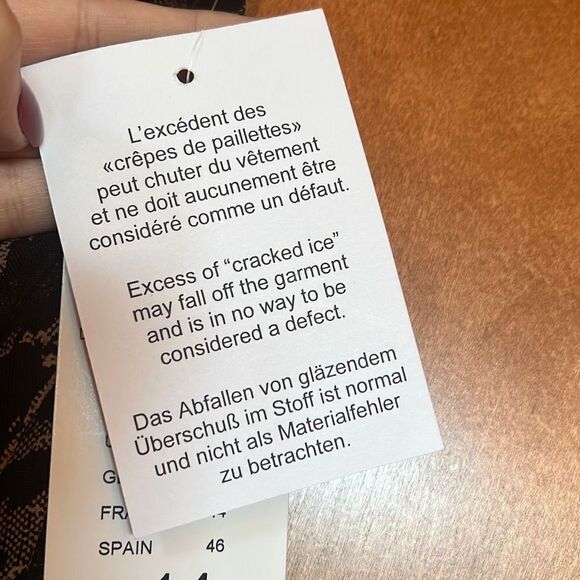 L'excédent des
«crêpes de paillettes»
peut chuter du vêtement
et ne doit aucunement être
considéré comme un défaut.
Excess of "cracked ice"
may fall off the garment
and is in no way to be
considered a defect.
Das Abfallen von gläzendem
Überschuß im Stoff ist normal
und nicht als Materialfehler
zu betrachten.
SPAIN 46